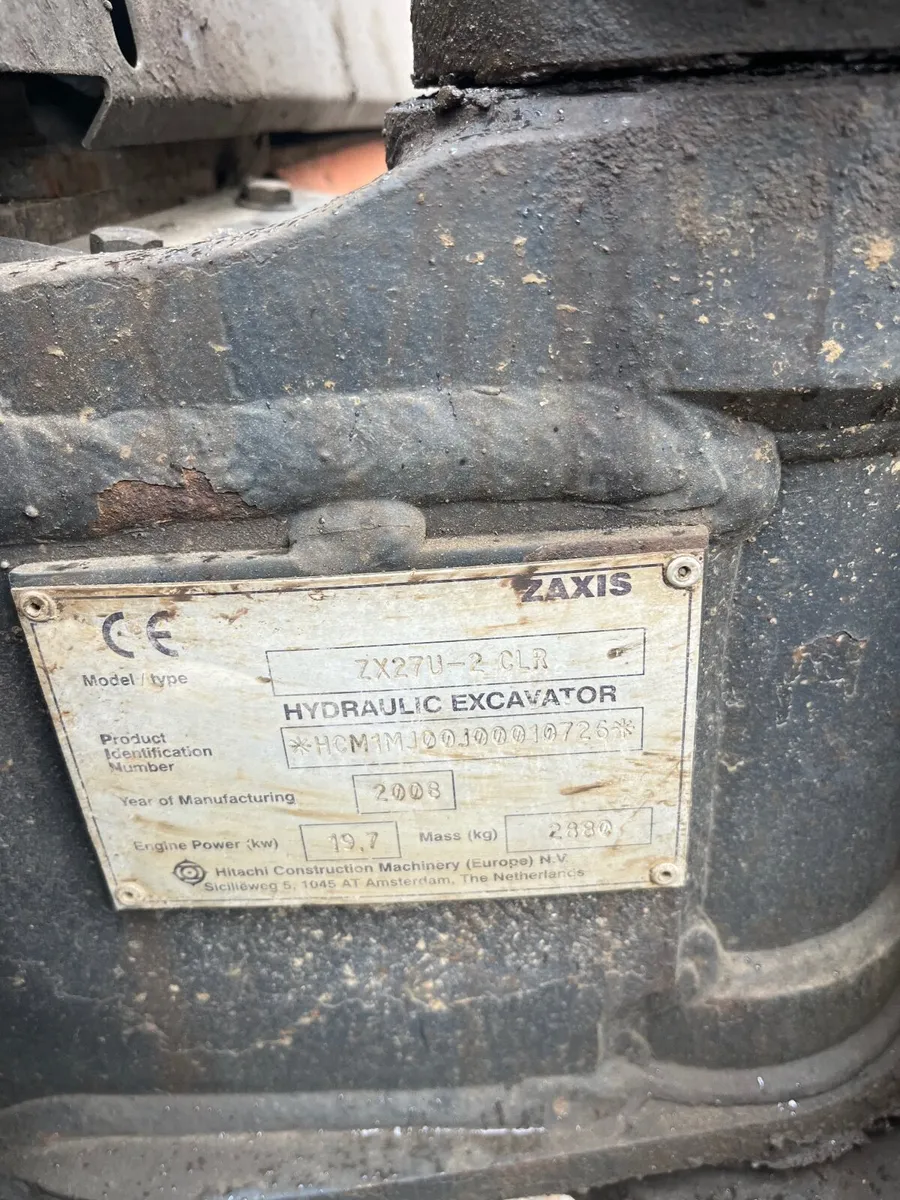 ZAXIS
CE
Model / type ZX27U-2 CLR
HYDRAULIC EXCAVATOR
Product
Identification
Number
*HCM1MJ00J00010726*
Year of Manufacturing 2008
Engine Power (kw) 19,7 Mass (kg) 2880
Hitachi Construction Machinery (Europe) N.V.
Siciliëweg 5, 1045 AT Amsterdam, The Netherlands